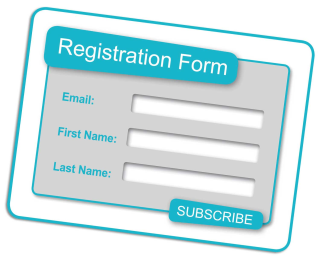 Registration Form
Email:
First Name:
Last Name:
SUBSCRIBE